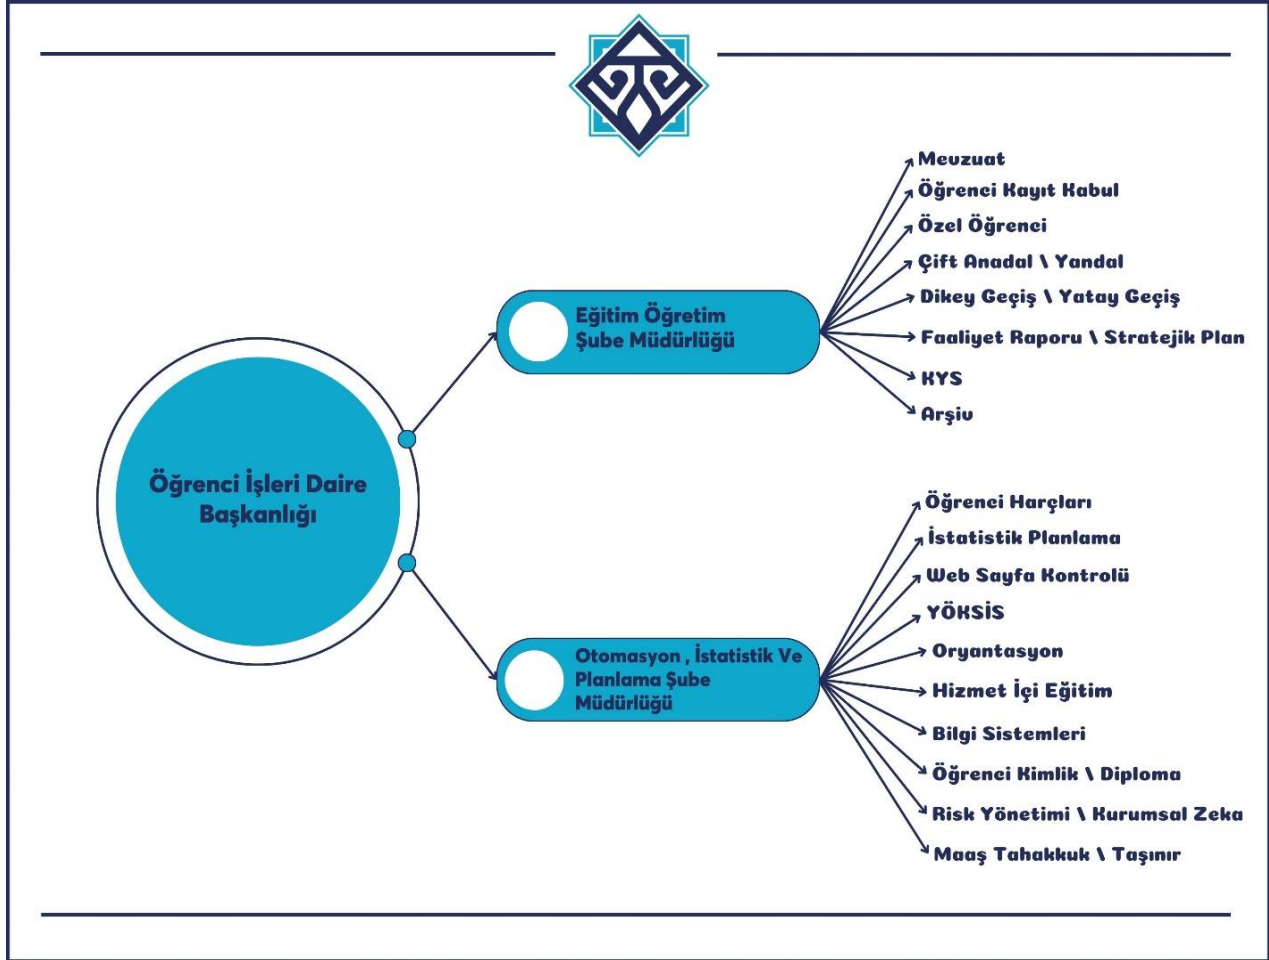 Mevzuat
Öğrenci Kayıt Kabul
Özel Öğrenci
Çift Anadal \ Yandal
Dikey Geçiş \ Yatay Geçiş
Eğitim Öğretim
Şube Müdürlüğü
Faaliyet Raporu \ Stratejik Plan
KYS
Arşiv
Öğrenci İşleri Daire
Başkanlığı
Öğrenci Harçları
İstatistik Planlama
Web Sayfa Kontrolü
YÖKSİS
Oryantasyon
Otomasyon , İstatistik Ve
Planlama Şube
Müdürlüğü
Hizmet İçi Eğitim
Bilgi Sistemleri
Öğrenci Kimlik \ Diploma
Risk Yönetimi \ Kurumsal Zeka
Maaş Tahakkuk \ Taşınır